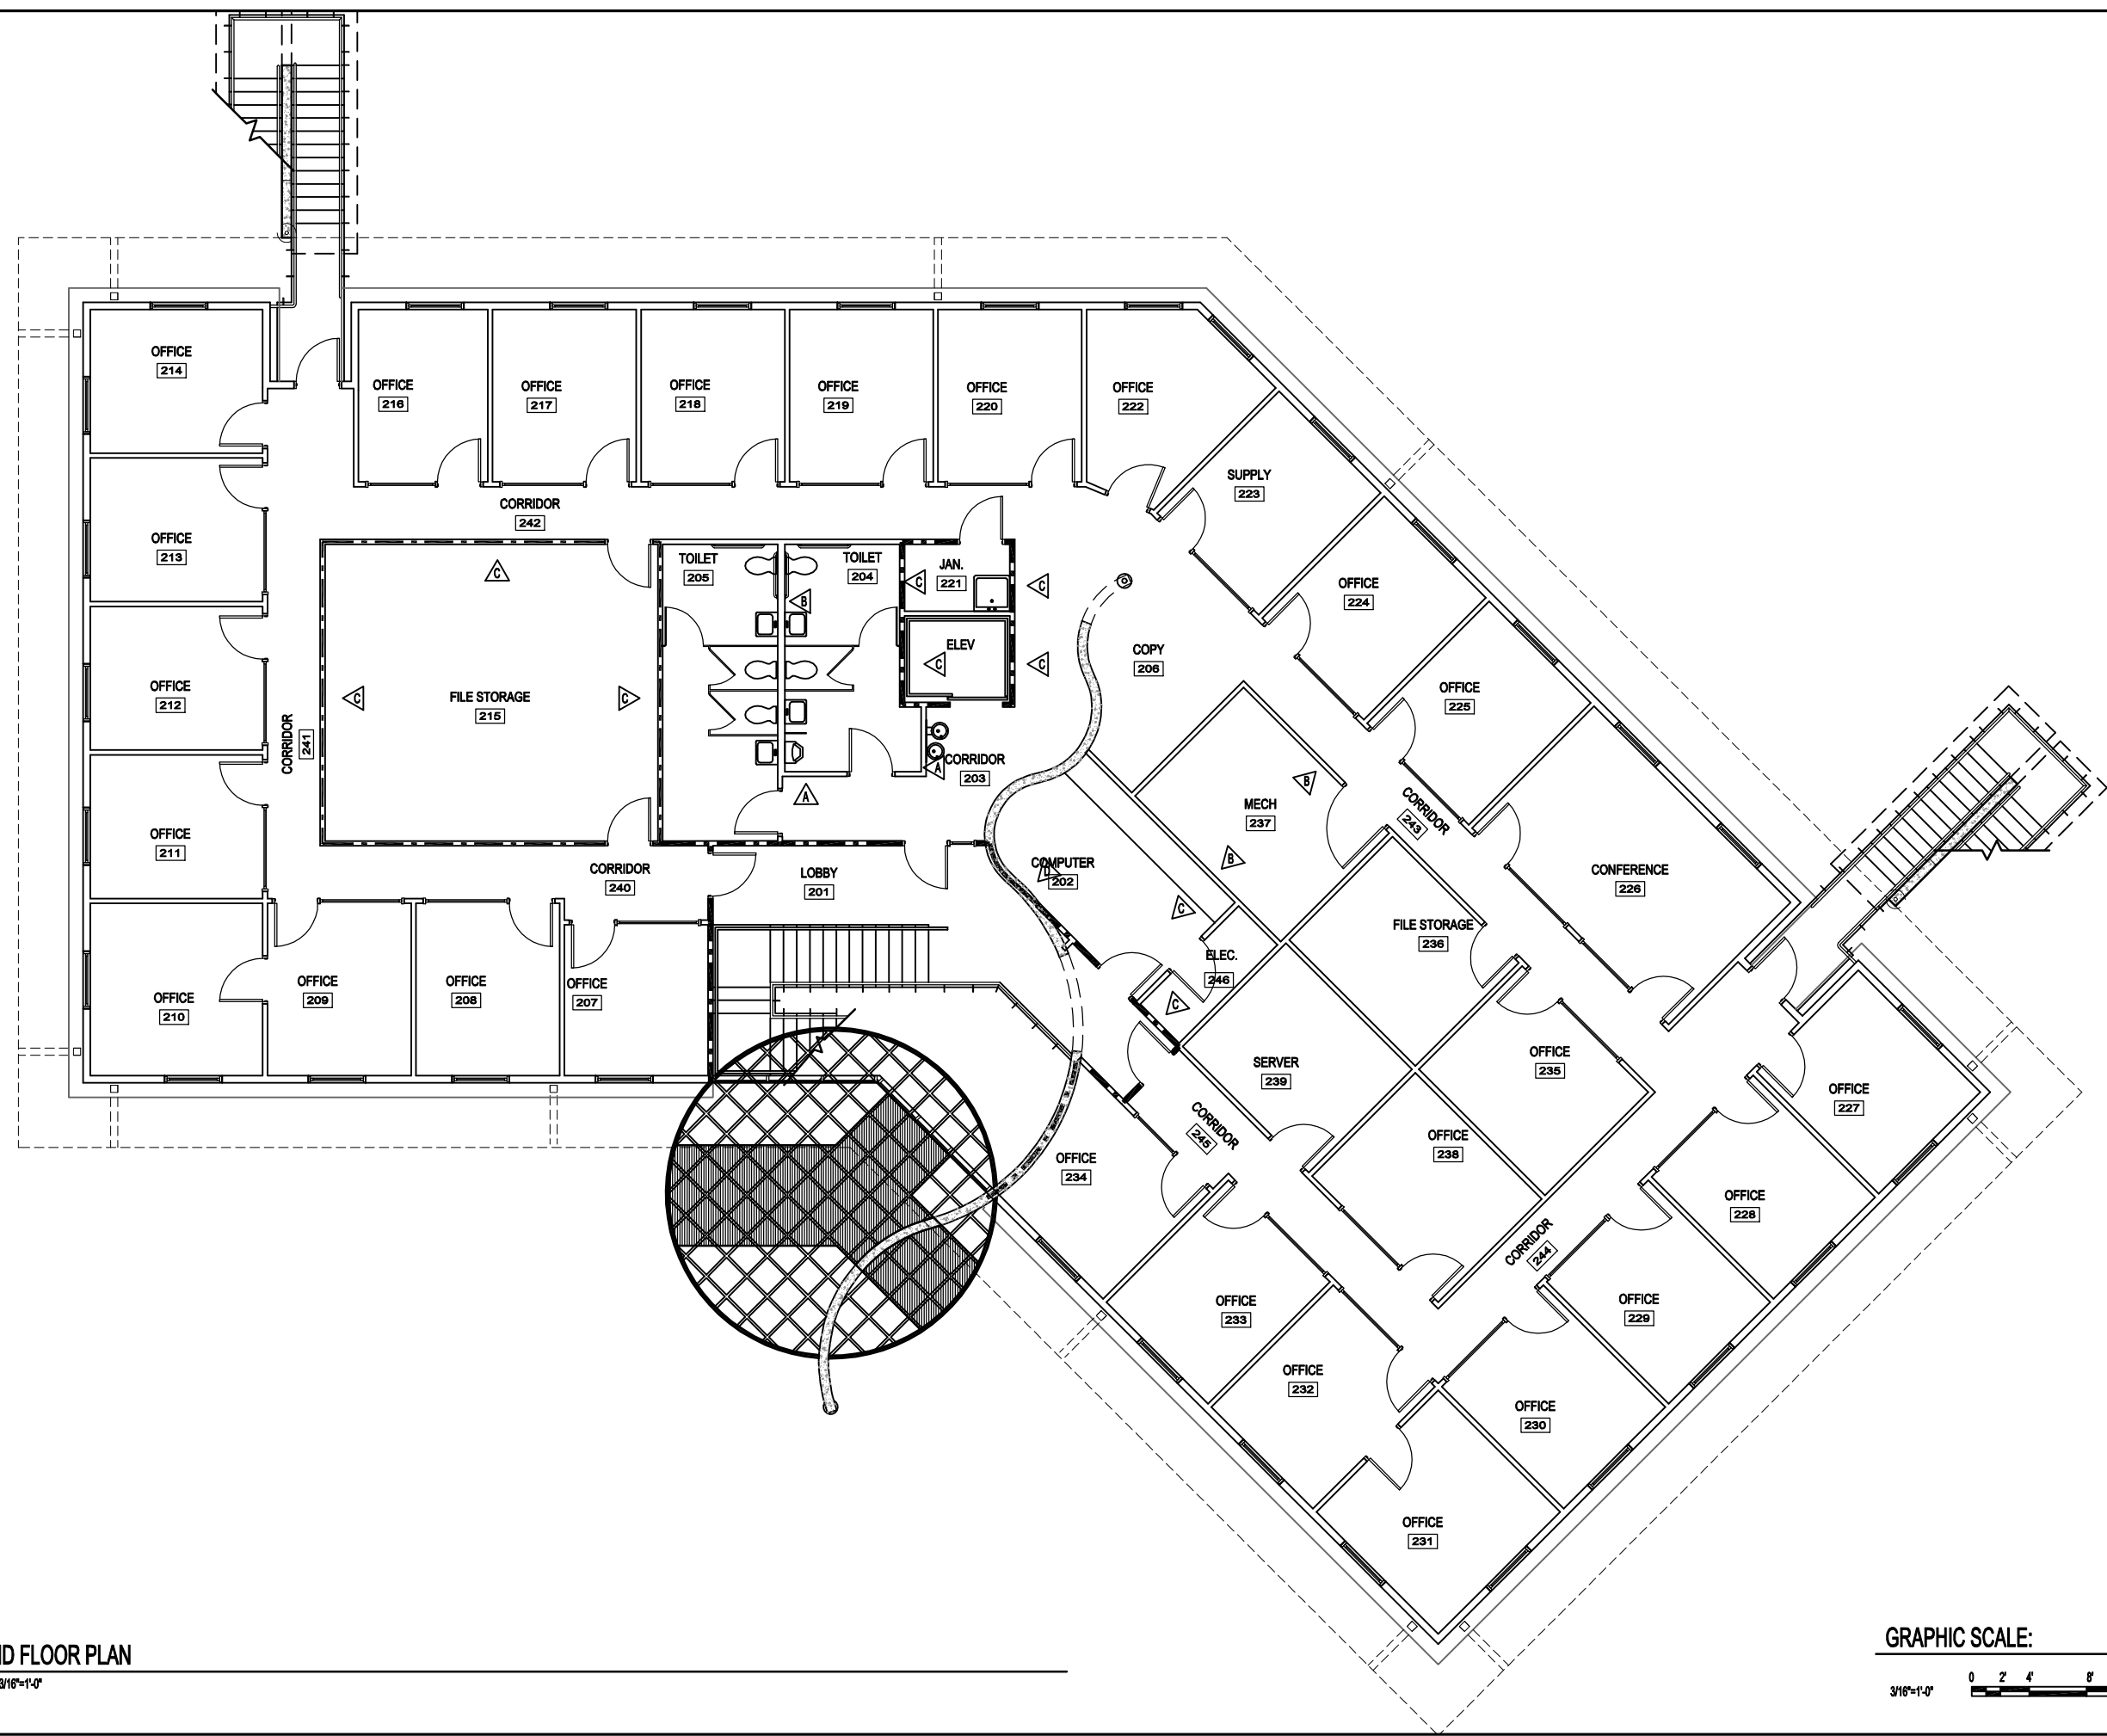 OFFICE
214
OFFICE
216
OFFICE
217
OFFICE
218
OFFICE
219
OFFICE
220
OFFICE
222
SUPPLY
223
CORRIDOR
242
OFFICE
213
C
TOILET
205
TOILET
204
JAN.
221
C
C
B
OFFICE
224
ELEV
C
C
COPY
206
OFFICE
212
C
FILE STORAGE
215
C
OFFICE
225
CORRIDOR
241
CORRIDOR
203
A
A
MECH
237
B
B
CORRIDOR
243
OFFICE
211
CORRIDOR
240
LOBBY
201
COMPUTER
202
C
CONFERENCE
226
FILE STORAGE
236
ELEC.
246
C
OFFICE
210
OFFICE
209
OFFICE
208
OFFICE
207
SERVER
239
OFFICE
235
OFFICE
227
CORRIDOR
245
OFFICE
234
OFFICE
238
OFFICE
228
CORRIDOR
244
OFFICE
233
OFFICE
229
OFFICE
232
OFFICE
230
OFFICE
231
ND FLOOR PLAN
3/16"=1'-0"
GRAPHIC SCALE:
0 2' 4' 8'
3/16"=1'-0"